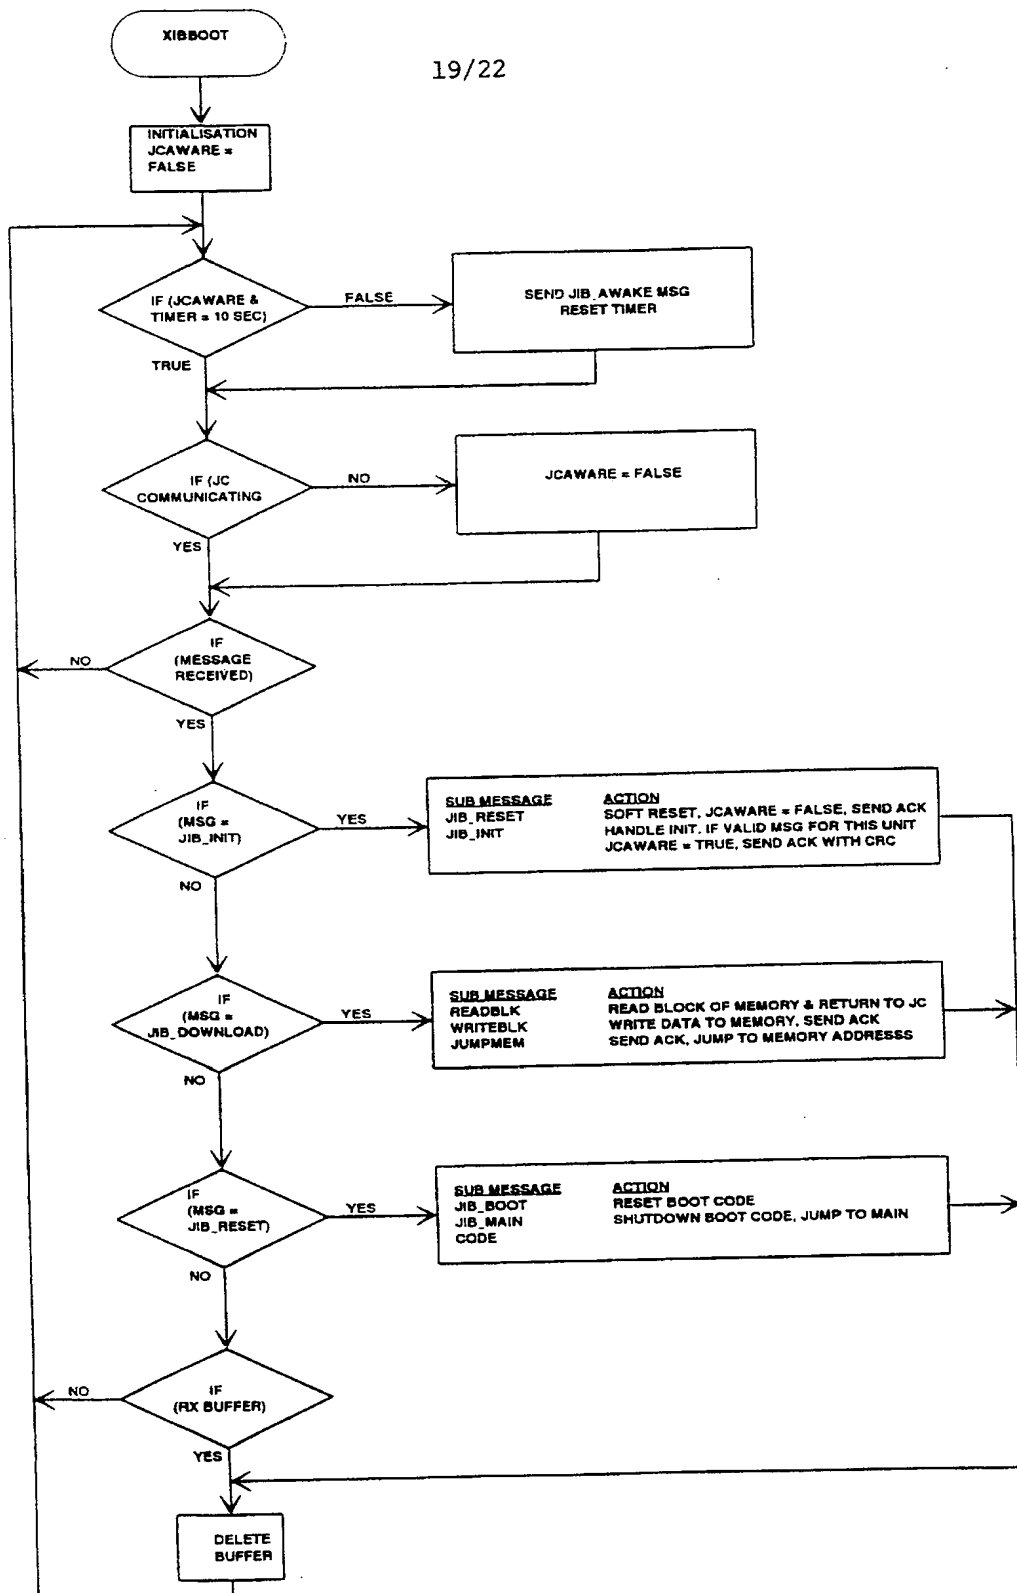 XIBBOOT
19/22
INITIALISATION
JCAWARE =
FALSE
IF (JCAWARE &
TIMER = 10 SEC)
FALSE
SEND JIB_AWAKE MSG
RESET TIMER
TRUE
IF (JC
COMMUNICATING
NO
JCAWARE = FALSE
YES
IF
(MESSAGE
RECEIVED)
NO
YES
IF
(MSG =
JIB_INIT)
YES
SUB MESSAGE ACTION
JIB_RESET SOFT RESET, JCAWARE = FALSE, SEND ACK
JIB_INIT HANDLE INIT. IF VALID MSG FOR THIS UNIT
JCAWARE = TRUE, SEND ACK WITH CRC
NO
IF
(MSG =
JIB_DOWNLOAD)
YES
SUB MESSAGE ACTION
READBLK READ BLOCK OF MEMORY & RETURN TO JC
WRITEBLK WRITE DATA TO MEMORY, SEND ACK
JUMPMEM SEND ACK, JUMP TO MEMORY ADDRESSS
NO
IF
(MSG =
JIB_RESET)
YES
SUB MESSAGE ACTION
JIB_BOOT RESET BOOT CODE
JIB_MAIN SHUTDOWN BOOT CODE, JUMP TO MAIN
CODE
NO
IF
(RX BUFFER)
NO
YES
DELETE
BUFFER